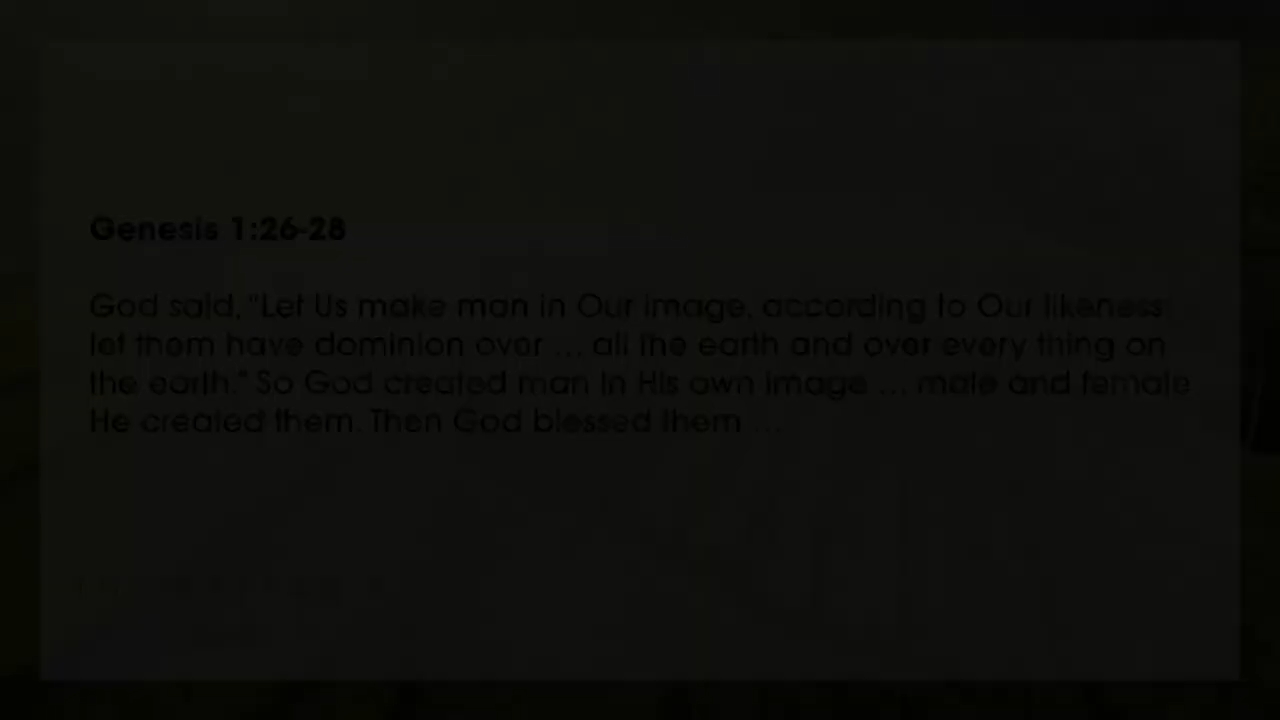 Genesis 1:26-28
God said, "Let Us make man in Our image, according to Our likeness;
let them have dominion over ... all the earth and over every thing on
the earth." So God created man in His own image ... male and female
He created them. Then God blessed them ...